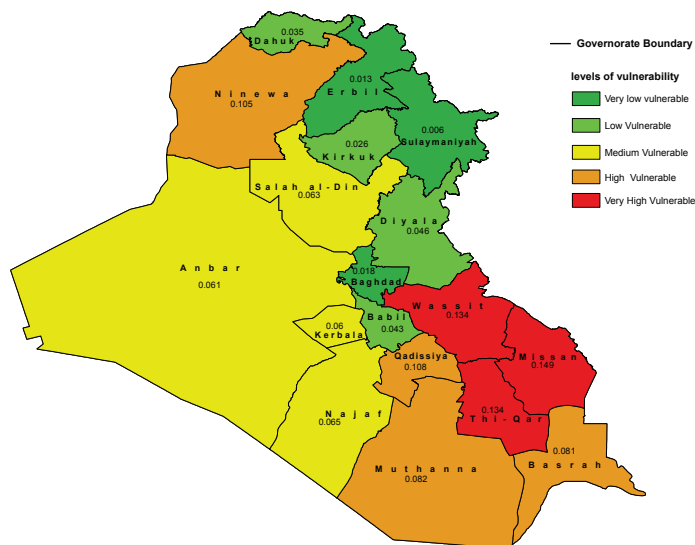 0.035
Dahuk
Ninewa
0.105
0.013
Erbil
0.006
Sulaymaniyah
0.026
Kirkuk
Salah al-Din
0.063
Diyala
0.046
Anbar
0.061
0.018
Baghdad
Wassit
0.134
0.06
Kerbala
Babil
0.043
Qadissiya
0.108
Missan
0.149
Najaf
0.065
0.134
Thi-Qar
0.081
Basrah
Muthanna
0.082
Governorate Boundary
levels of vulnerability
Very low vulnerable
Low Vulnerable
Medium Vulnerable
High Vulnerable
Very High Vulnerable